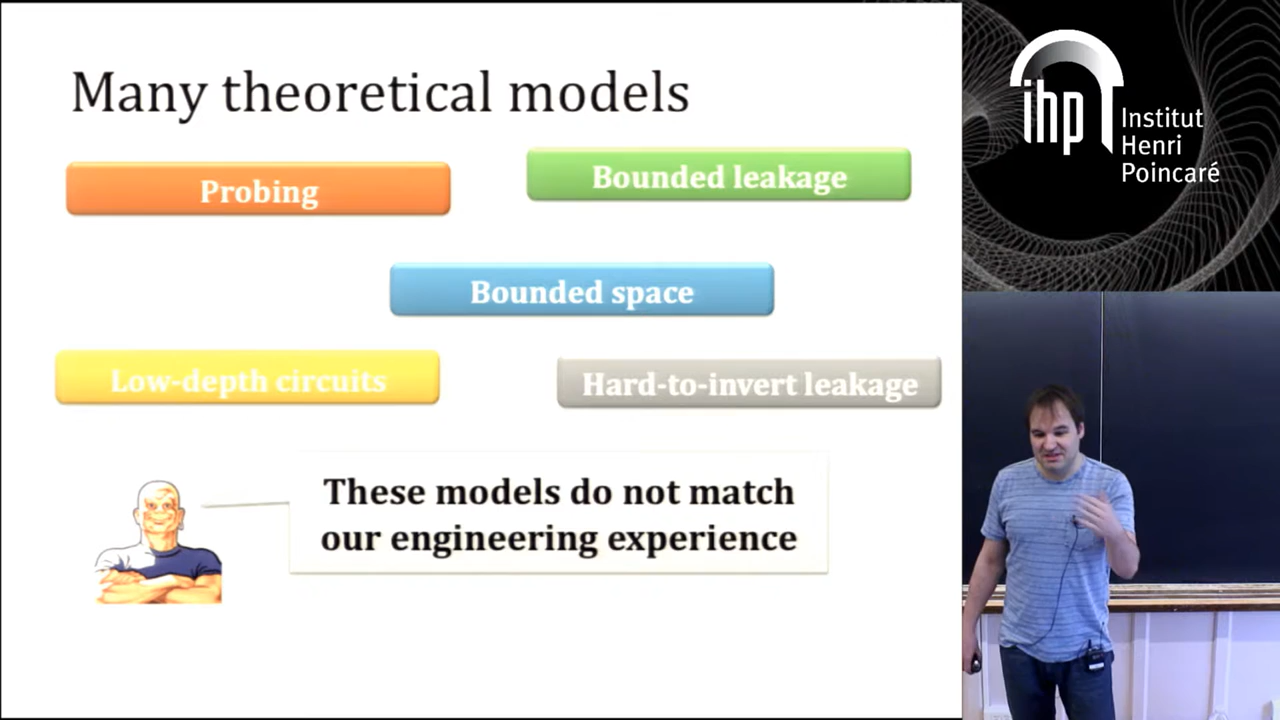 Many theoretical models
Probing
Bounded leakage
Bounded space
Low-depth circuits
Hard-to-invert leakage
These models do not match
our engineering experience
ihp
Institut
Henri
Poincaré